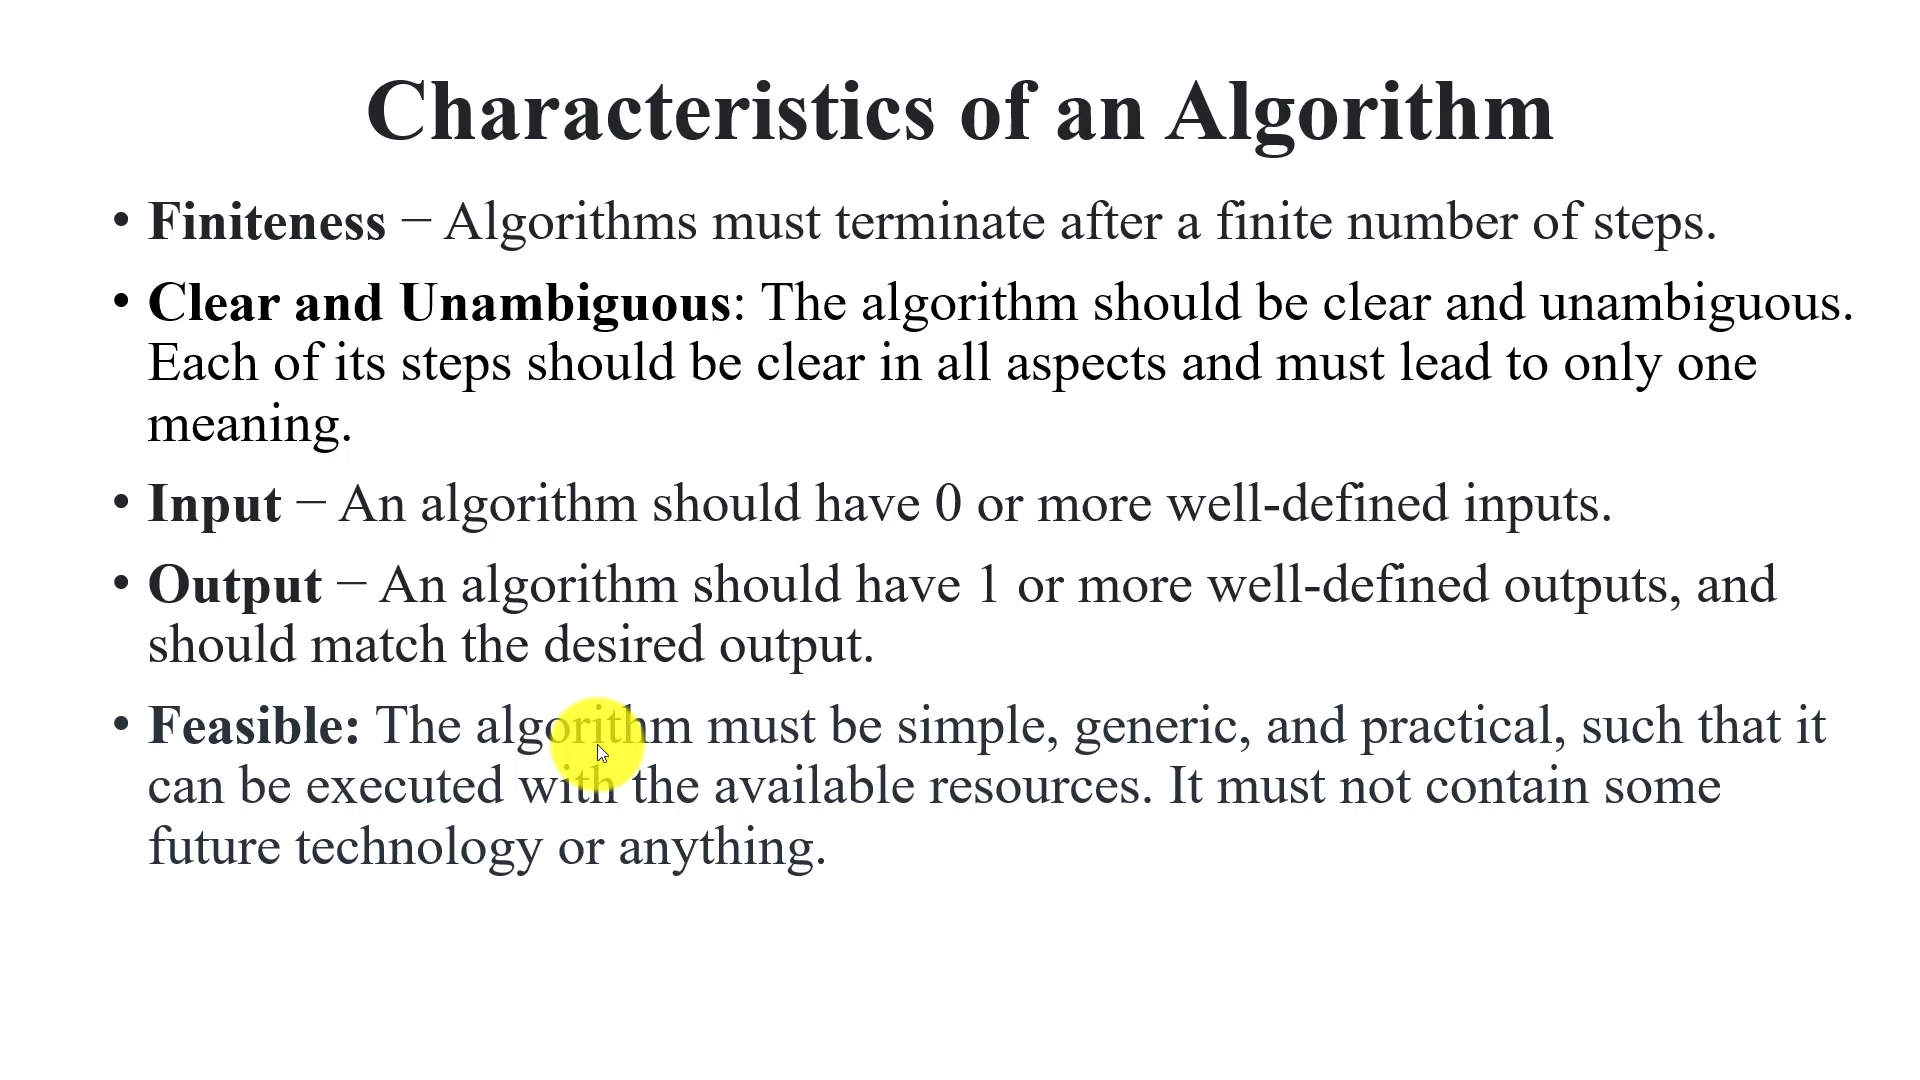 Characteristics of an Algorithm
• Finiteness − Algorithms must terminate after a finite number of steps.
• Clear and Unambiguous: The algorithm should be clear and unambiguous.
Each of its steps should be clear in all aspects and must lead to only one
meaning.
• Input − An algorithm should have 0 or more well-defined inputs.
• Output − An algorithm should have 1 or more well-defined outputs, and
should match the desired output.
• Feasible: The algorithm must be simple, generic, and practical, such that it
can be executed with the available resources. It must not contain some
future technology or anything.